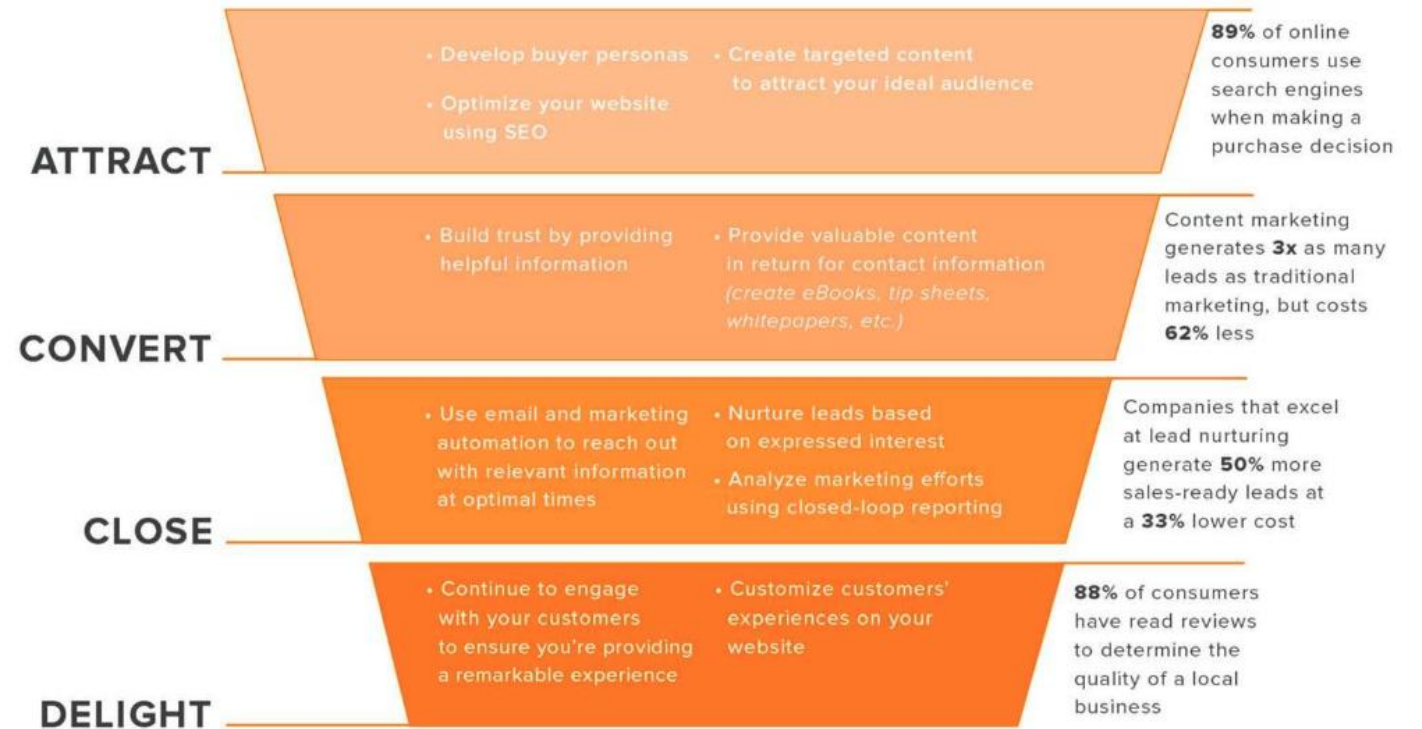 • Develop buyer personas
• Optimize your website
using SEO
• Create targeted content
to attract your ideal audience
89% of online
consumers use
search engines
when making a
purchase decision
ATTRACT
• Build trust by providing
helpful information
• Provide valuable content
in return for contact information
(create eBooks, tip sheets,
whitepapers, etc.)
Content marketing
generates 3x as many
leads as traditional
marketing, but costs
62% less
CONVERT
• Use email and marketing
automation to reach out
with relevant information
at optimal times
• Nurture leads based
on expressed interest
• Analyze marketing efforts
using closed-loop reporting
Companies that excel
at lead nurturing
generate 50% more
sales-ready leads at
a 33% lower cost
CLOSE
• Continue to engage
with your customers
to ensure you're providing
a remarkable experience
• Customize customers'
experiences on your
website
88% of consumers
have read reviews
to determine the
quality of a local
business
DELIGHT